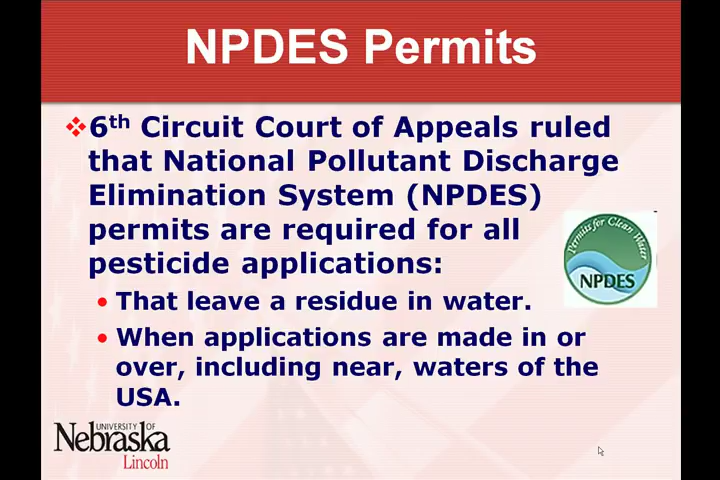 NPDES Permits
6th Circuit Court of Appeals ruled
that National Pollutant Discharge
Elimination System (NPDES)
permits are required for all
pesticide applications:
Permits for Clean Water
NPDES
• That leave a residue in water.
• When applications are made in or
over, including near, waters of the
USA.
UNIVERSITY OF
Nebraska
Lincoln